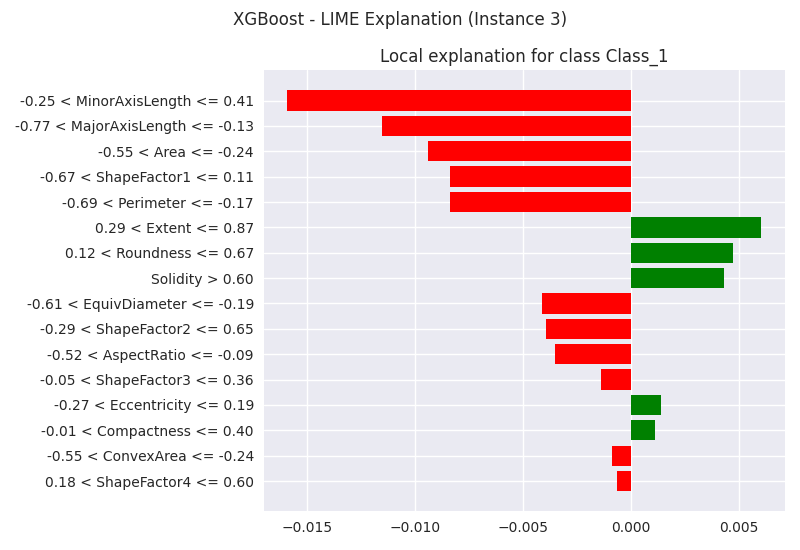 XGBoost - LIME Explanation (Instance 3)
Local explanation for class Class_1
-0.25 < MinorAxisLength <= 0.41
-0.77 < MajorAxisLength <= -0.13
-0.55 < Area <= -0.24
-0.67 < ShapeFactor1 <= 0.11
-0.69 < Perimeter <= -0.17
0.29 < Extent <= 0.87
0.12 < Roundness <= 0.67
Solidity > 0.60
-0.61 < EquivDiameter <= -0.19
-0.29 < ShapeFactor2 <= 0.65
-0.52 < AspectRatio <= -0.09
-0.05 < ShapeFactor3 <= 0.36
-0.27 < Eccentricity <= 0.19
-0.01 < Compactness <= 0.40
-0.55 < ConvexArea <= -0.24
0.18 < ShapeFactor4 <= 0.60
−0.015 −0.010 −0.005 0.000 0.005